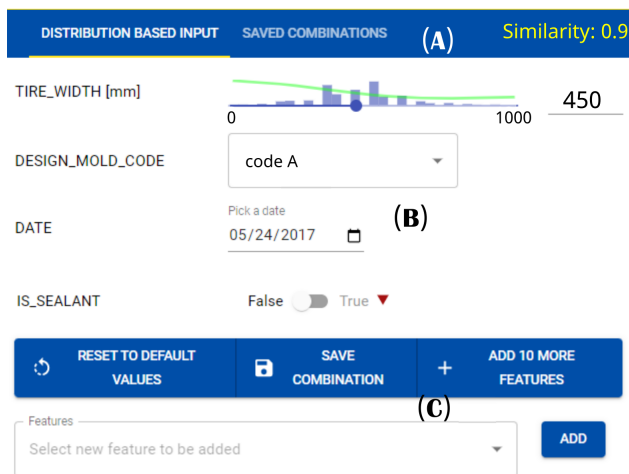 DISTRIBUTION BASED INPUT SAVED COMBINATIONS (A) Similarity: 0.9
TIRE_WIDTH [mm] 450
0 1000
DESIGN_MOLD_CODE code A
Pick a date
DATE 05/24/2017 (B)
IS_SEALANT False True
RESET TO DEFAULT VALUES
SAVE COMBINATION
ADD 10 MORE FEATURES
(C)
Features
Select new feature to be added ADD